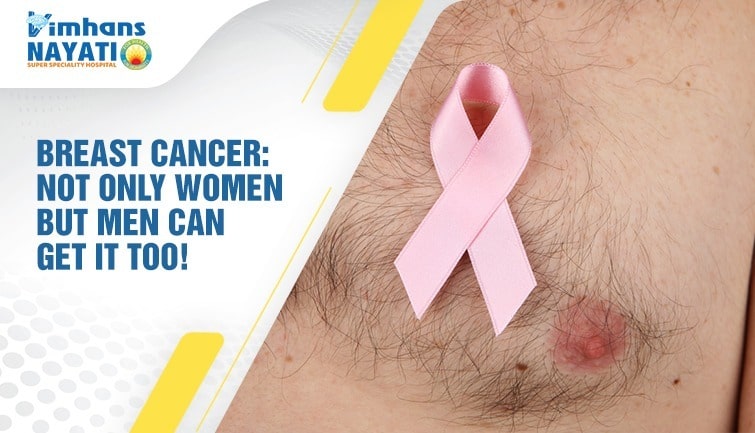 Vimhans
NAYATI
SUPER SPECIALITY HOSPITAL
BREAST CANCER:
NOT ONLY WOMEN
BUT MEN CAN
GET IT TOO!